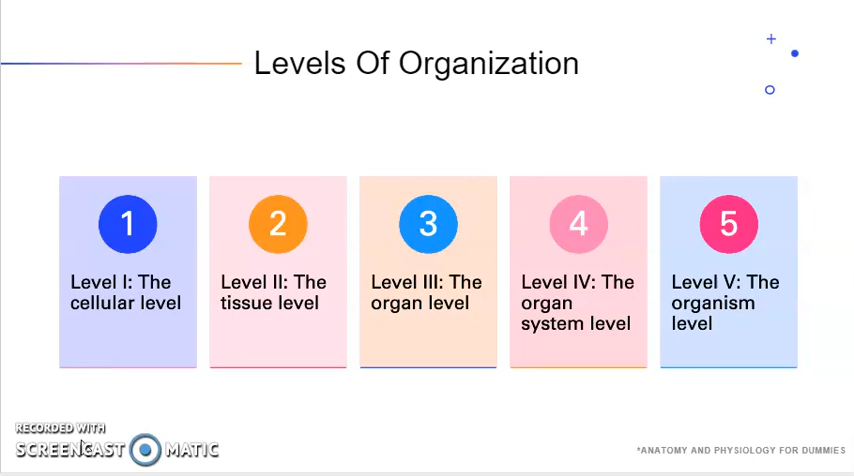 Levels Of Organization
1
Level I: The
cellular level
2
Level II: The
tissue level
3
Level III: The
organ level
4
Level IV: The
organ
system level
5
Level V: The
organism
level
RECORDED WITH
SCREENCAST MATIC
*ANATOMY AND PHYSIOLOGY FOR DUMMIES